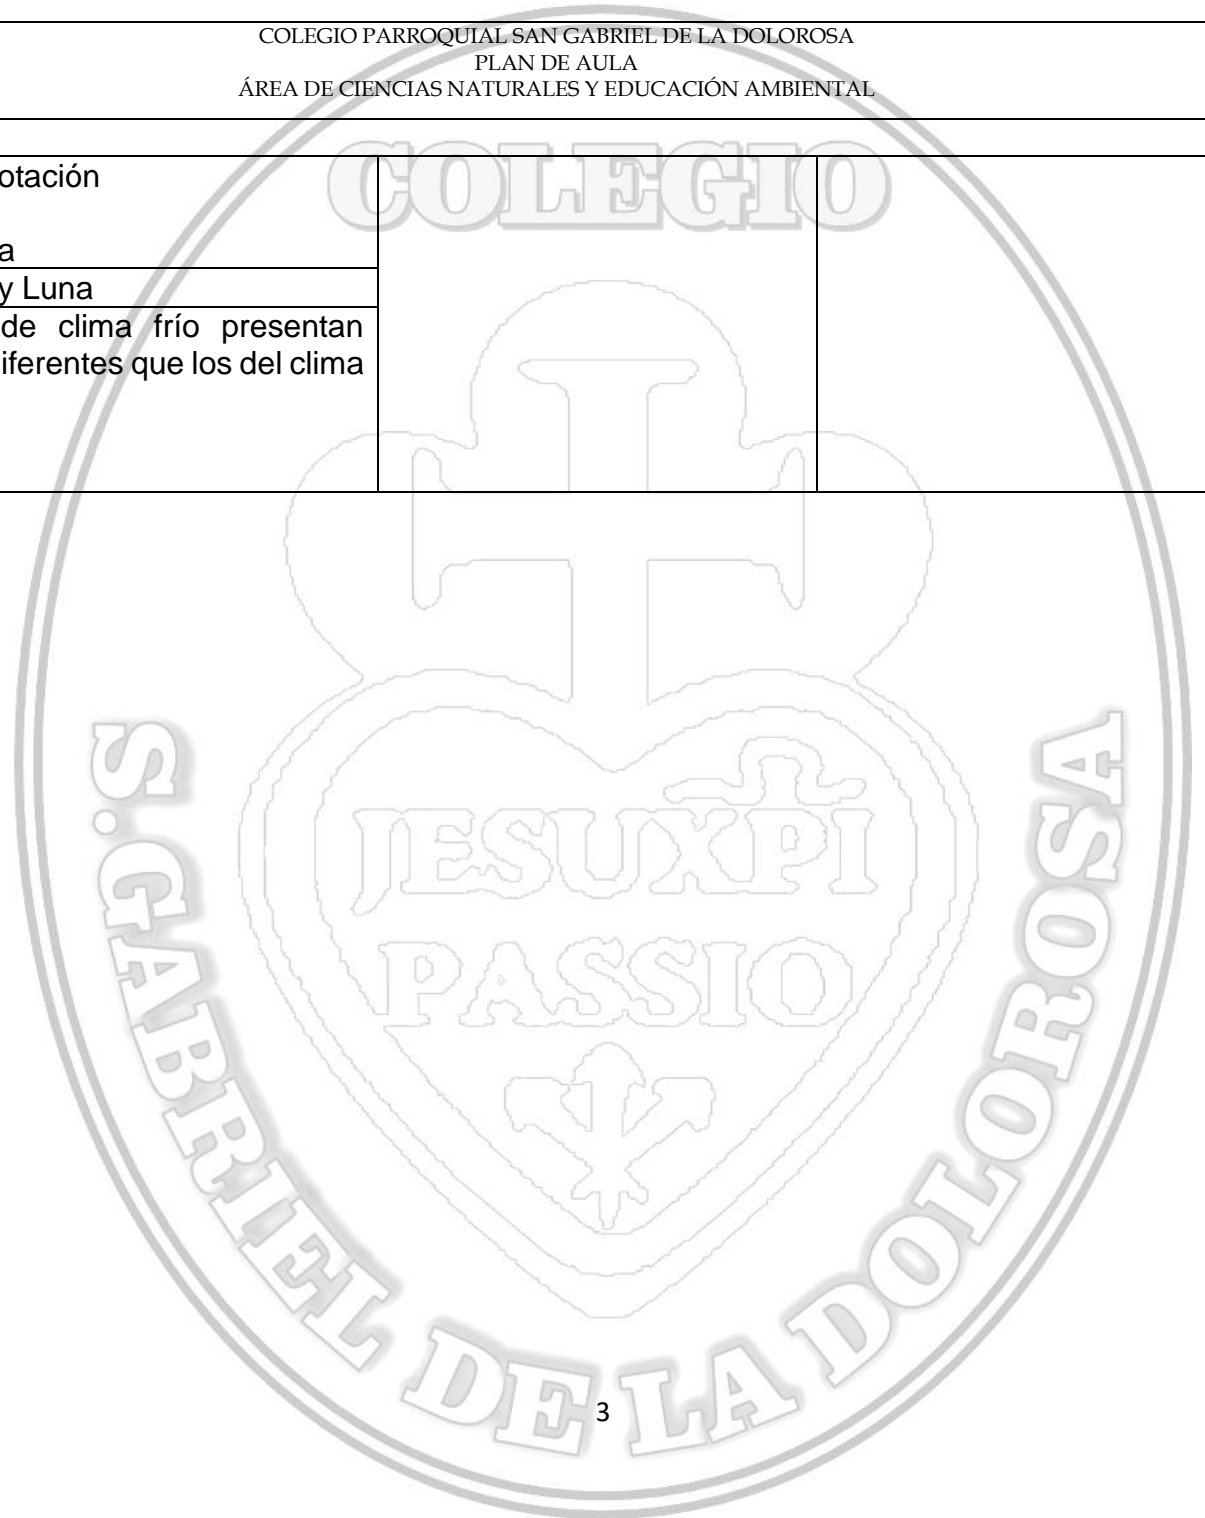 COLEGIO PARROQUIAL SAN GABRIEL DE LA DOLOROSA
PLAN DE AULA
ÁREA DE CIENCIAS NATURALES Y EDUCACIÓN AMBIENTAL
COLEGIO
otación
a
y Luna
de clima frío presentan
iferentes que los del clima
JESUXPI
PASSIO
S.GABRIEL DE LA DOLOROSA
3